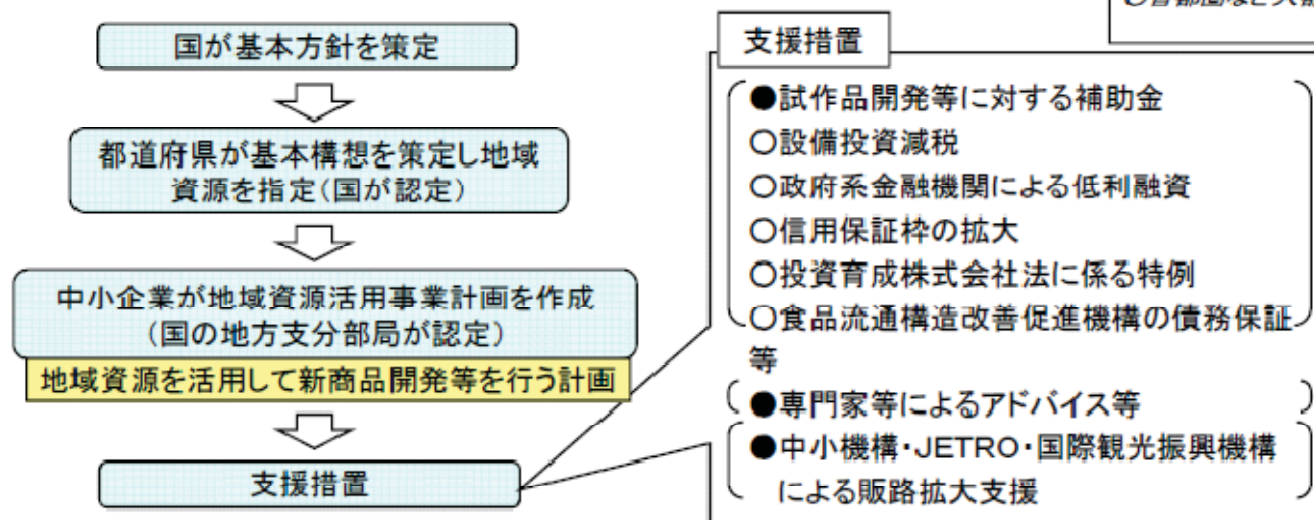 国が基本方針を策定
都道府県が基本構想を策定し地域
資源を指定(国が認定)
中小企業が地域資源活用事業計画を作成
(国の地方支分部局が認定)
地域資源を活用して新商品開発等を行う計画
支援措置
支援措置
●試作品開発等に対する補助金
○設備投資減税
○政府系金融機関による低利融資
○信用保証枠の拡大
○投資育成株式会社法に係る特例
○食品流通構造改善促進機構の債務保証
等
●専門家等によるアドバイス等
●中小機構・JETRO・国際観光振興機構
による販路拡大支援